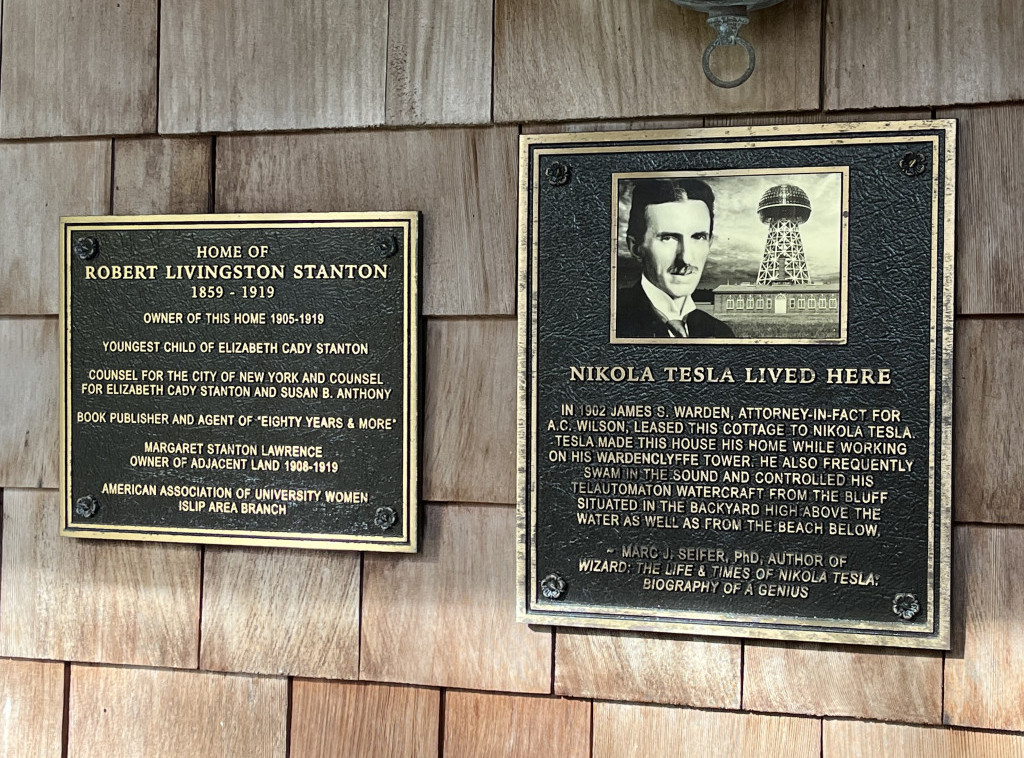 HOME OF
ROBERT LIVINGSTON STANTON
1859 - 1919
OWNER OF THIS HOME 1905-1919
YOUNGEST CHILD OF ELIZABETH CADY STANTON
COUNSEL FOR THE CITY OF NEW YORK AND COUNSEL
FOR ELIZABETH CADY STANTON AND SUSAN B. ANTHONY
BOOK PUBLISHER AND AGENT OF "EIGHTY YEARS & MORE"
MARGARET STANTON LAWRENCE
OWNER OF ADJACENT LAND 1908-1919
AMERICAN ASSOCIATION OF UNIVERSITY WOMEN
ISLIP AREA BRANCH
NIKOLA TESLA LIVED HERE
IN 1902 JAMES S. WARDEN, ATTORNEY-IN-FACT FOR
A.C. WILSON, LEASED THIS COTTAGE TO NIKOLA TESLA.
TESLA MADE THIS HOUSE HIS HOME WHILE WORKING
ON HIS WARDENCLYFFE TOWER. HE ALSO FREQUENTLY
SWAM IN THE SOUND AND CONTROLLED HIS
TELAUTOMATON WATERCRAFT FROM THE BLUFF
SITUATED IN THE BACKYARD HIGH ABOVE THE
WATER AS WELL AS FROM THE BEACH BELOW.
~ MARC J. SEIFER, PhD, AUTHOR OF
WIZARD: THE LIFE & TIMES OF NIKOLA TESLA:
BIOGRAPHY OF A GENIUS